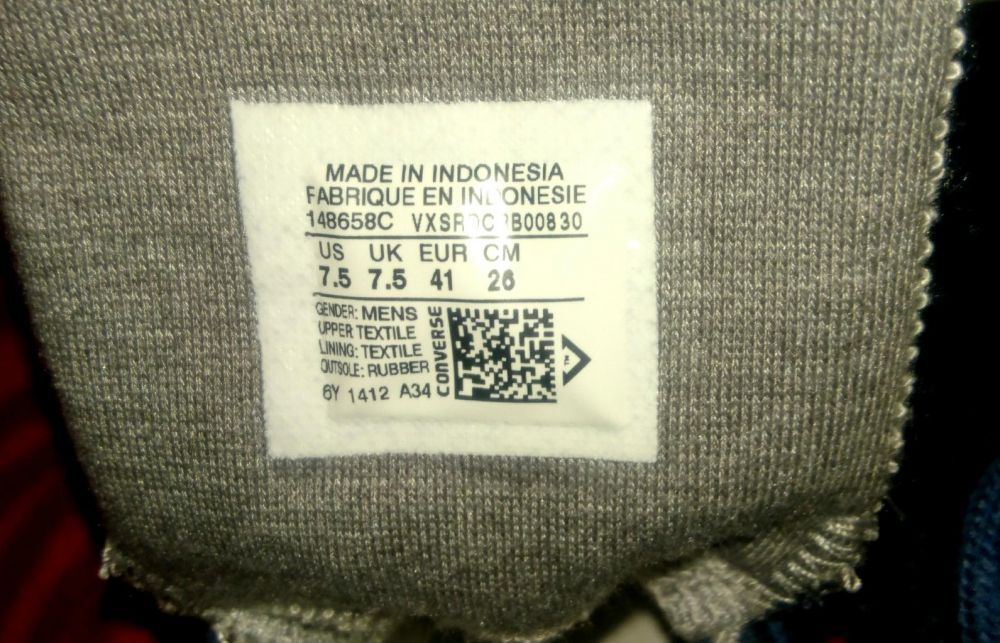 MADE IN INDONESIA
FABRIQUE EN INDONESIE
148658C
US UK EUR CM
7.5 7.5 41 26
GENDER: MENS
UPPER TEXTILE
LINING: TEXTILE
OUTSOLE: RUBBER
6Y 1412 A34
CONVERSE